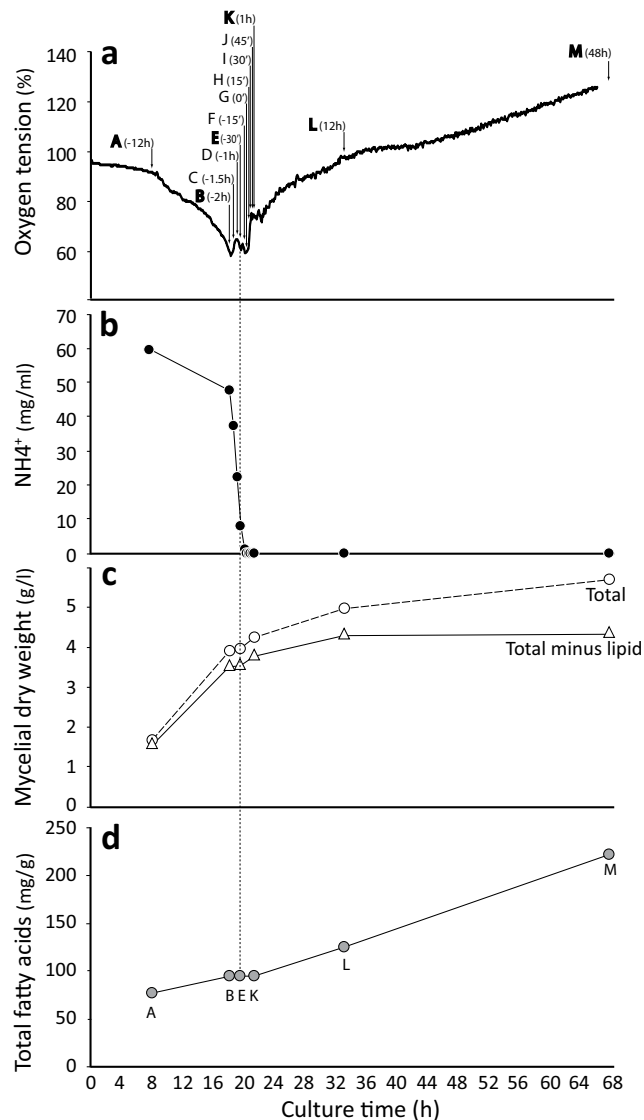 a
Oxygen tension (%)
140
120
100
80
60
A (-12h)
B (-2h)
C (-1.5h)
D (-1h)
E (-30')
F (-15')
G (0')
H (15')
I (30')
J (45')
K (1h)
L (12h)
M (48h)
b
NH4+ (mg/ml)
70
60
50
40
30
20
10
0
c
Mycelial dry weight (g/l)
5
4
3
2
1
0
Total
Total minus lipid
d
Total fatty acids (mg/g)
250
200
150
100
50
0
A
B E K
L
M
0 4 8 12 16 20 24 28 32 36 40 44 48 52 56 60 64 68
Culture time (h)